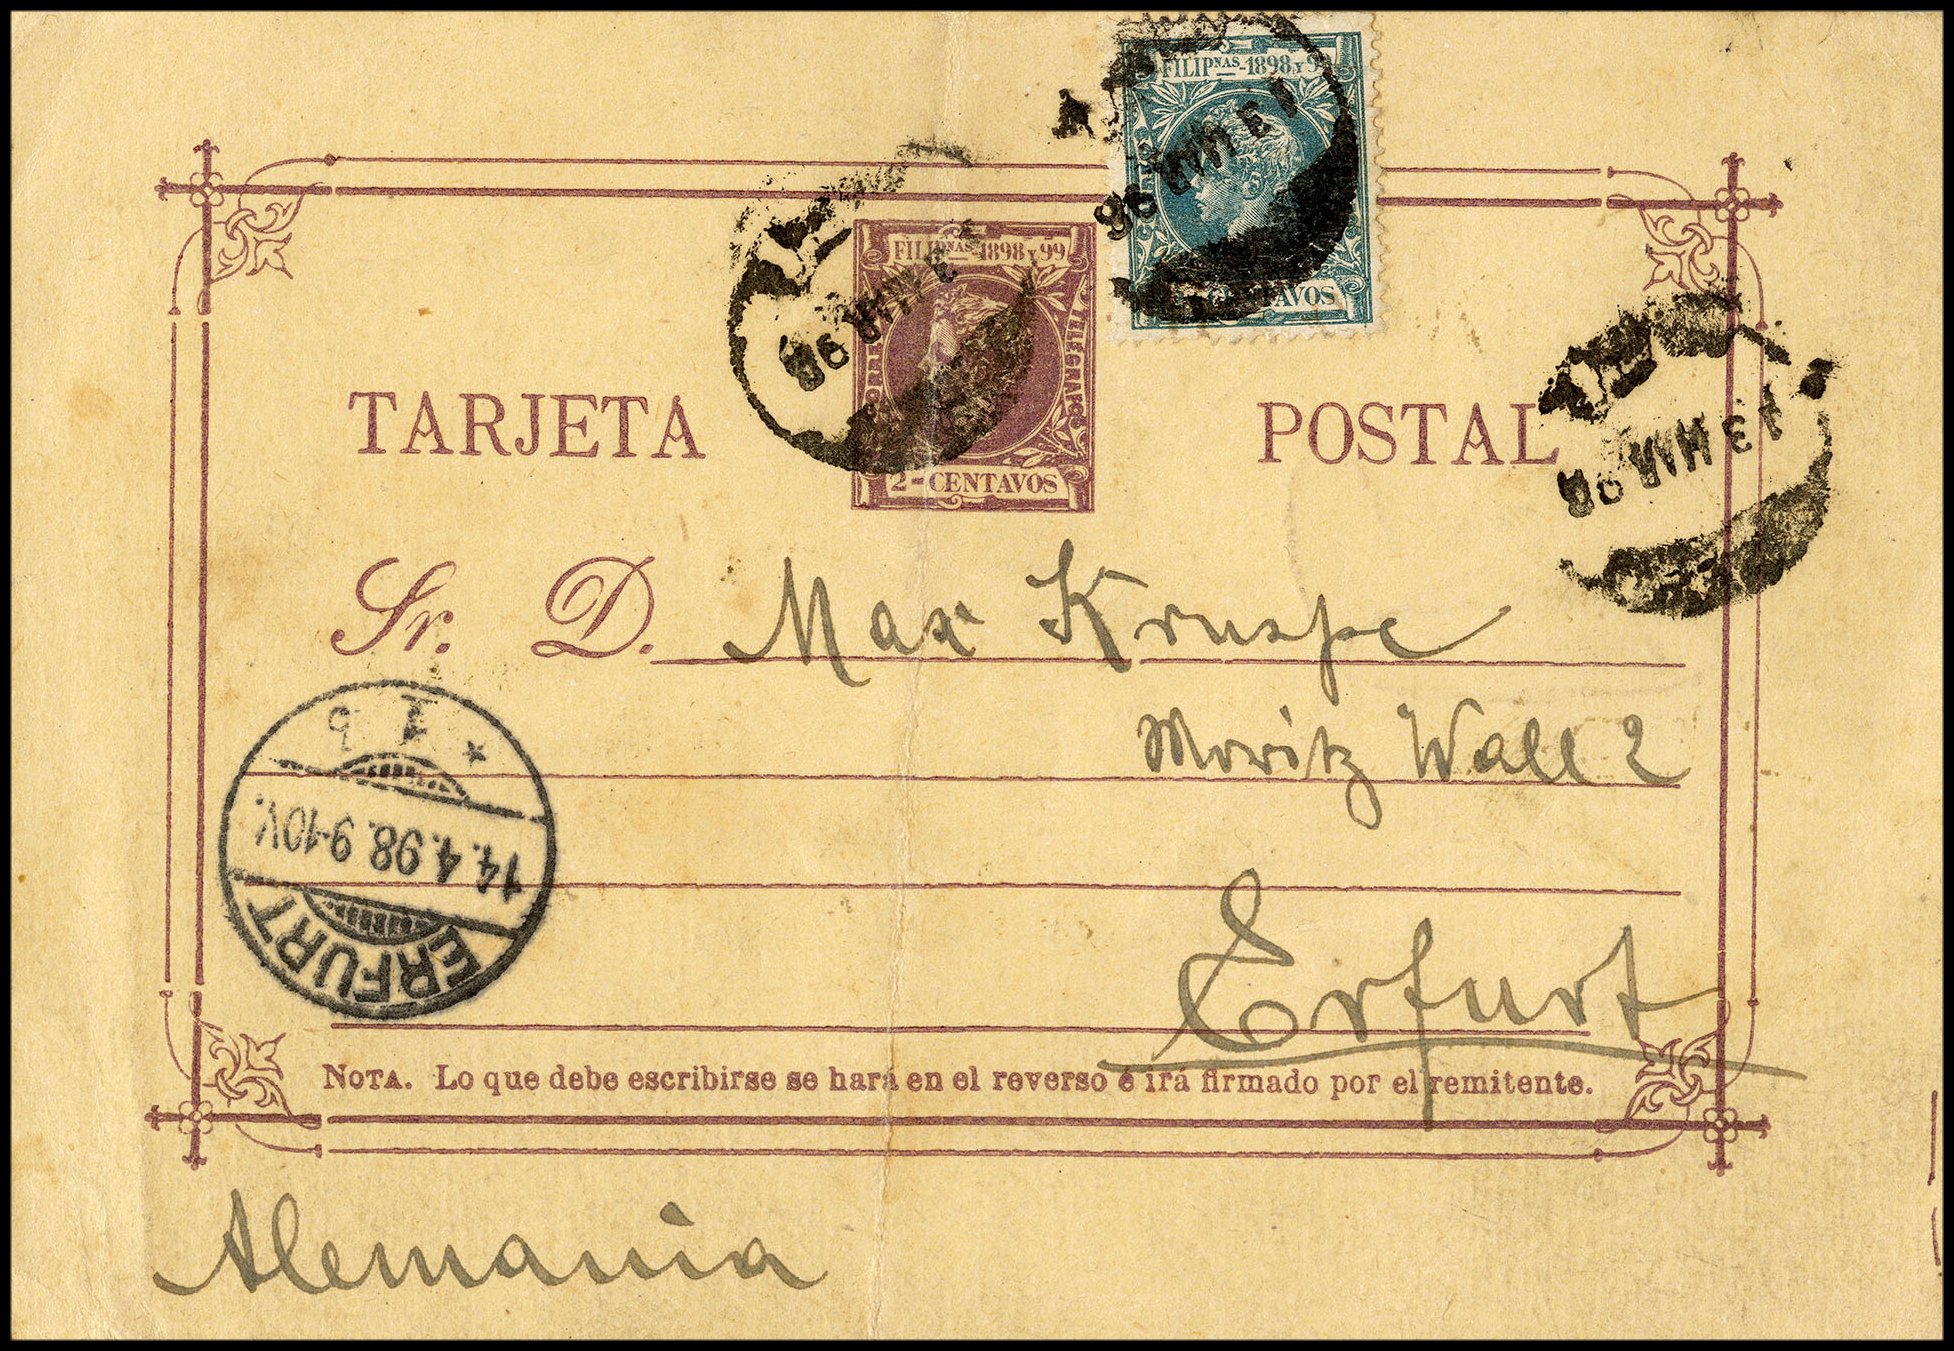 FILIPNAS-1898 Y 9
CORREOS
CENTAVOS
FILIPNAS-1898 Y 99
TELEGRAFOS
2-CENTAVOS
TARJETA POSTAL
Sr. D. Max Kruspe
Moritz Wall 2
Erfurt
14.4.98. 9-10V.
ERFURT
NOTA. Lo que debe escribirse se hará en el reverso é irá firmado por el remitente.
Alemania